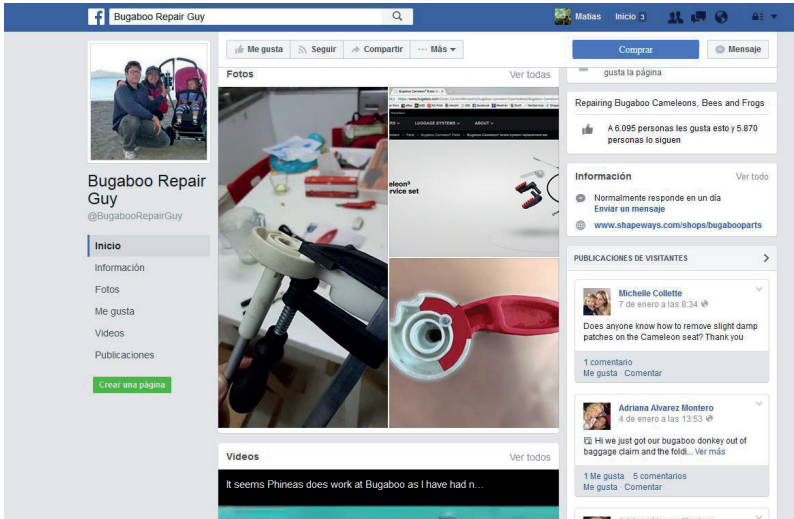 Bugaboo Repair Guy
Matias Inicio 3
Me gusta Seguir Compartir ··· Más
Comprar Mensaje
Fotos Ver todas
gusta la página
Repairing Bugaboo Cameleons, Bees and Frogs
A 6.095 personas les gusta esto y 5.870
personas lo siguen
LUGGAGE SYSTEMS ABOUT
eleon³
rvice set
Bugaboo Repair
Guy
@BugabooRepairGuy
Inicio
Información
Fotos
Me gusta
Videos
Publicaciones
Crear una página
Información Ver todo
Normalmente responde en un día
Enviar un mensaje
www.shapeways.com/shops/bugabooparts
PUBLICACIONES DE VISITANTES
Michelle Collette
7 de enero a las 8:34
Does anyone know how to remove slight damp
patches on the Cameleon seat? Thank you
1 comentario
Me gusta · Comentar
Adriana Alvarez Montero
4 de enero a las 13:53
Hi we just got our bugaboo donkey out of
baggage claim and the foldi... Ver más
1 Me gusta 5 comentarios
Me gusta · Comentar
Videos Ver todos
It seems Phineas does work at Bugaboo as I have had n…